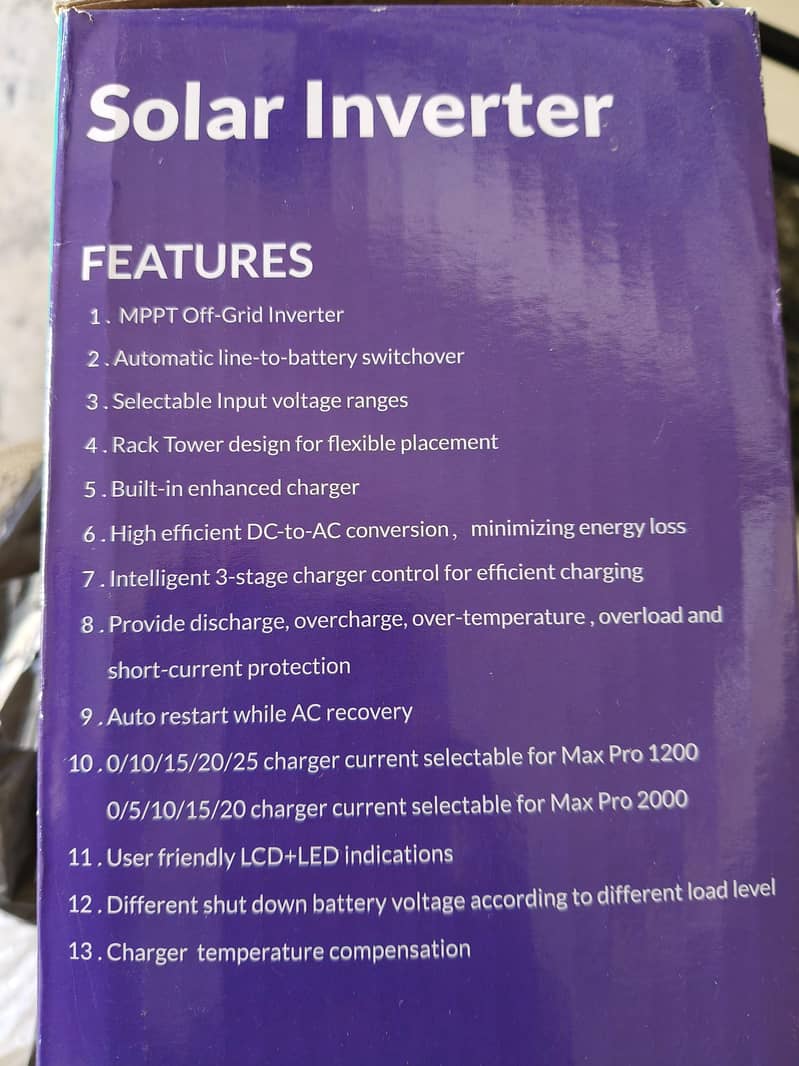 Solar Inverter
FEATURES
1. MPPT Off-Grid Inverter
2. Automatic line-to-battery switchover
3. Selectable Input voltage ranges
4. Rack Tower design for flexible placement
5. Built-in enhanced charger
6. High efficient DC-to-AC conversion, minimizing energy loss
7. Intelligent 3-stage charger control for efficient charging
8. Provide discharge, overcharge, over-temperature , overload and
short-current protection
9. Auto restart while AC recovery
10. 0/10/15/20/25 charger current selectable for Max Pro 1200
0/5/10/15/20 charger current selectable for Max Pro 2000
11. User friendly LCD+LED indications
12. Different shut down battery voltage according to different load level
13. Charger temperature compensation